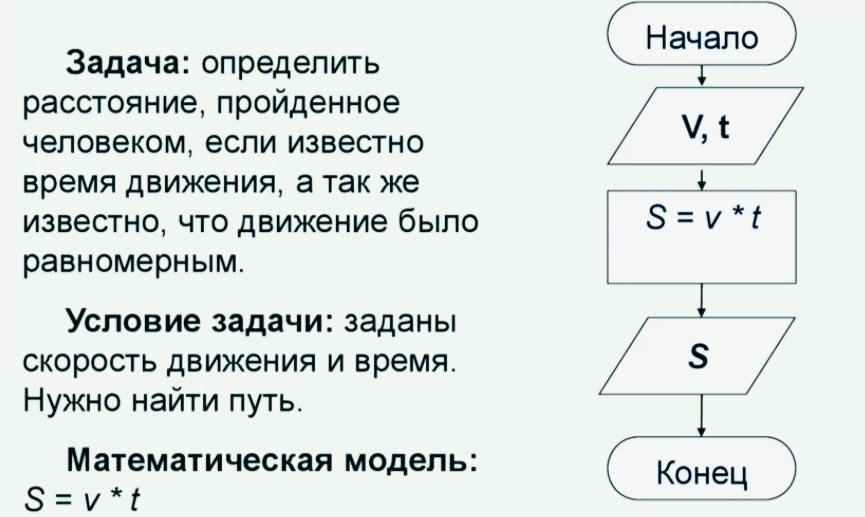 Задача: определить
расстояние, пройденное
человеком, если известно
время движения, а так же
известно, что движение было
равномерным.
Условие задачи: заданы
скорость движения и время.
Нужно найти путь.
Математическая модель:
S = v * t
Начало
V, t
S = v * t
S
Конец